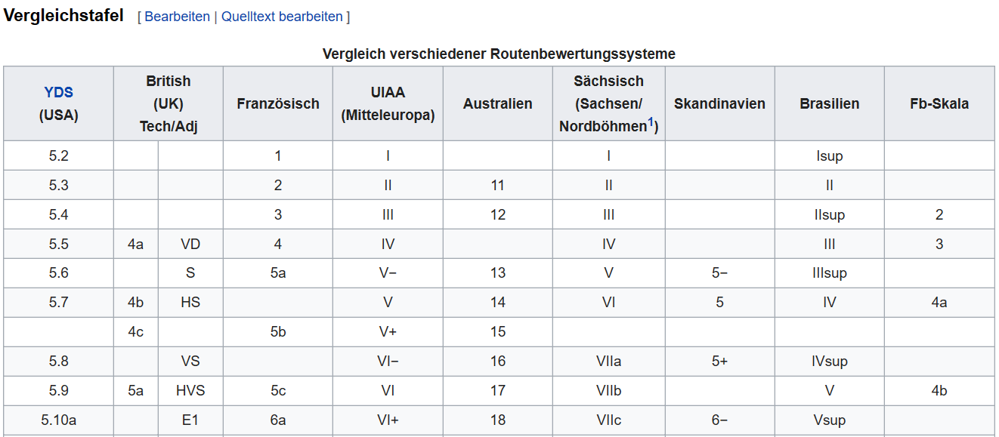 Vergleichstafel [ Bearbeiten | Quelltext bearbeiten ]
Vergleich verschiedener Routenbewertungssysteme
YDS (USA) British (UK) Tech/Adj Französisch UIAA (Mitteleuropa) Australien Sächsisch (Sachsen/ Nordböhmen1) Skandinavien Brasilien Fb-Skala
5.2 1 I I Isup
5.3 2 II 11 II II
5.4 3 III 12 III IIsup 2
5.5 4a VD 4 IV IV III 3
5.6 S 5a V− 13 V 5− IIIsup
5.7 4b HS V 14 VI 5 IV 4a
4c 5b V+ 15
5.8 VS VI− 16 VIIa 5+ IVsup
5.9 5a HVS 5c VI 17 VIIb V 4b
5.10a E1 6a VI+ 18 VIIc 6− Vsup